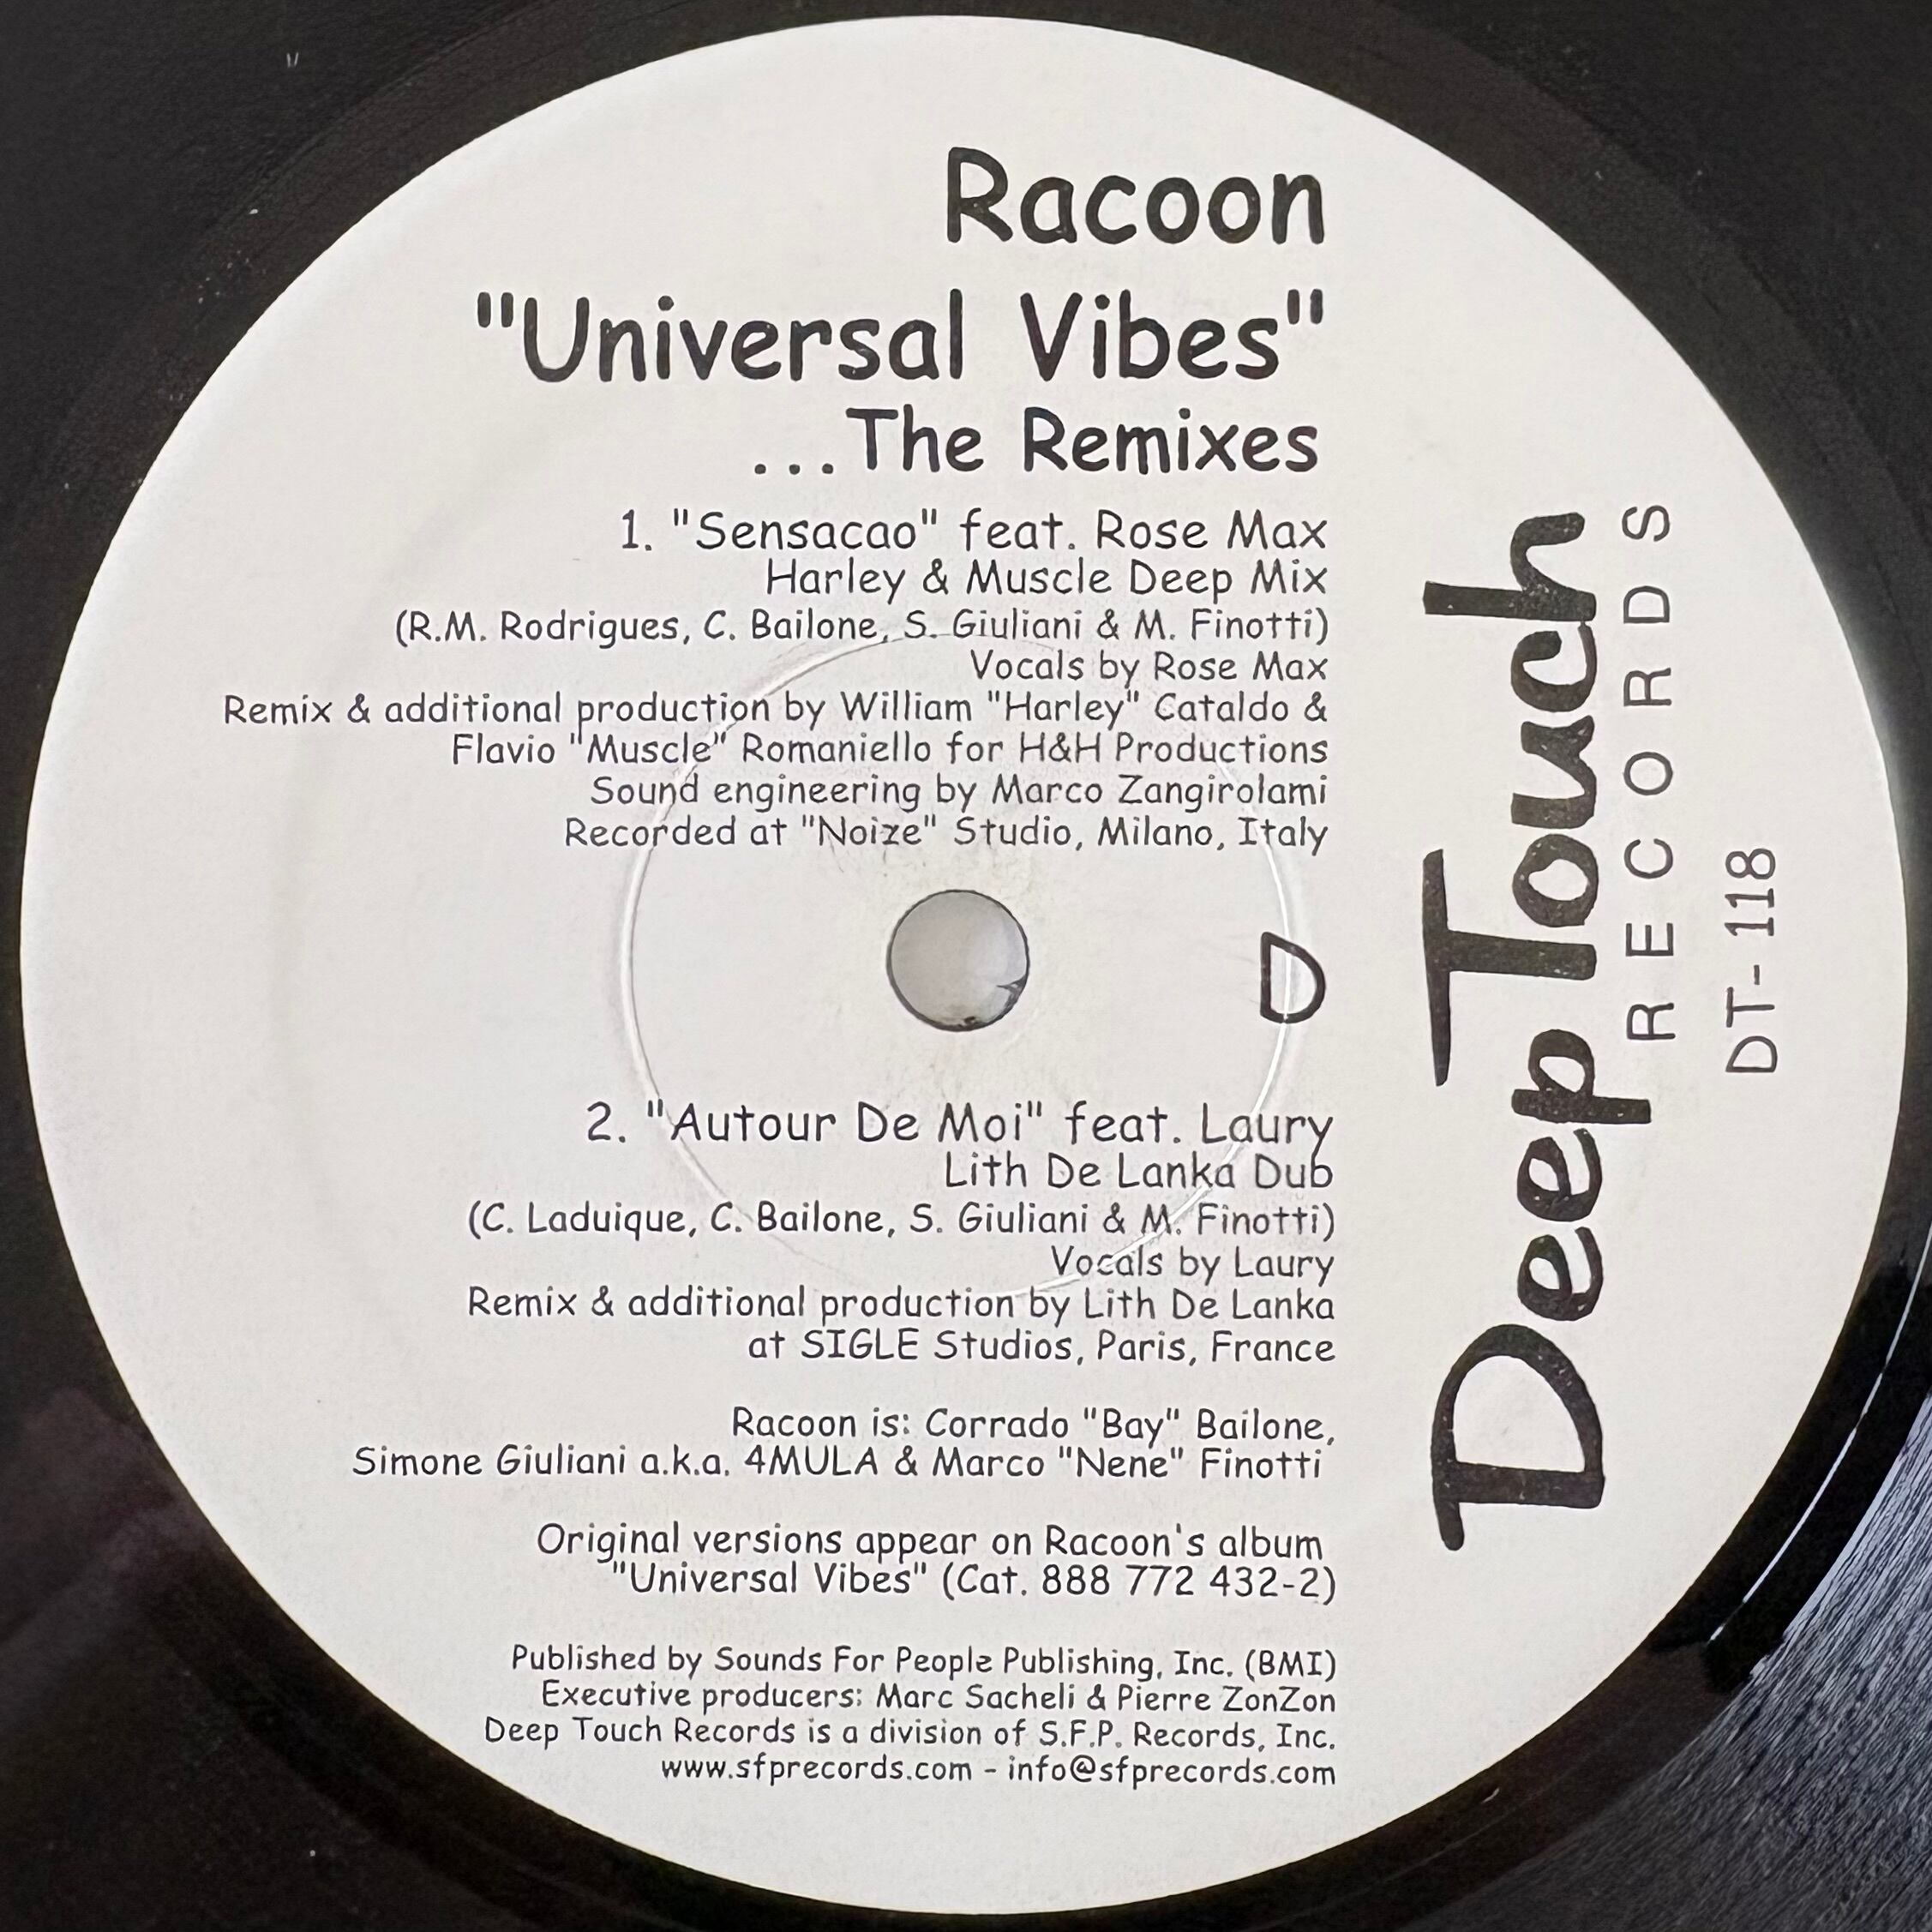 Racoon
"Universal Vibes"
...The Remixes
1. "Sensacao" feat. Rose Max
Harley & Muscle Deep Mix
(R.M. Rodrigues, C. Bailone, S. Giuliani & M. Finotti)
Vocals by Rose Max
Remix & additional production by William "Harley" Cataldo &
Flavio "Muscle" Romaniello for H&H Productions
Sound engineering by Marco Zangirolami
Recorded at "Noize" Studio, Milano, Italy
D
2. "Autour De Moi" feat. Laury
Lith De Lanka Dub
(C. Laduique, C. Bailone, S. Giuliani & M. Finotti)
Vocals by Laury
Remix & additional production by Lith De Lanka
at SIGLE Studios, Paris, France
Racoon is: Corrado "Bay" Bailone,
Simone Giuliani a.k.a. 4MULA & Marco "Nene" Finotti
Original versions appear on Racoon's album
"Universal Vibes" (Cat. 888 772 432-2)
Published by Sounds For People Publishing, Inc. (BMI)
Executive producers: Marc Sacheli & Pierre ZonZon
Deep Touch Records is a division of S.F.P. Records, Inc.
www.sfprecords.com - info@sfprecords.com
Deep Touch
RECORDS
DT-118